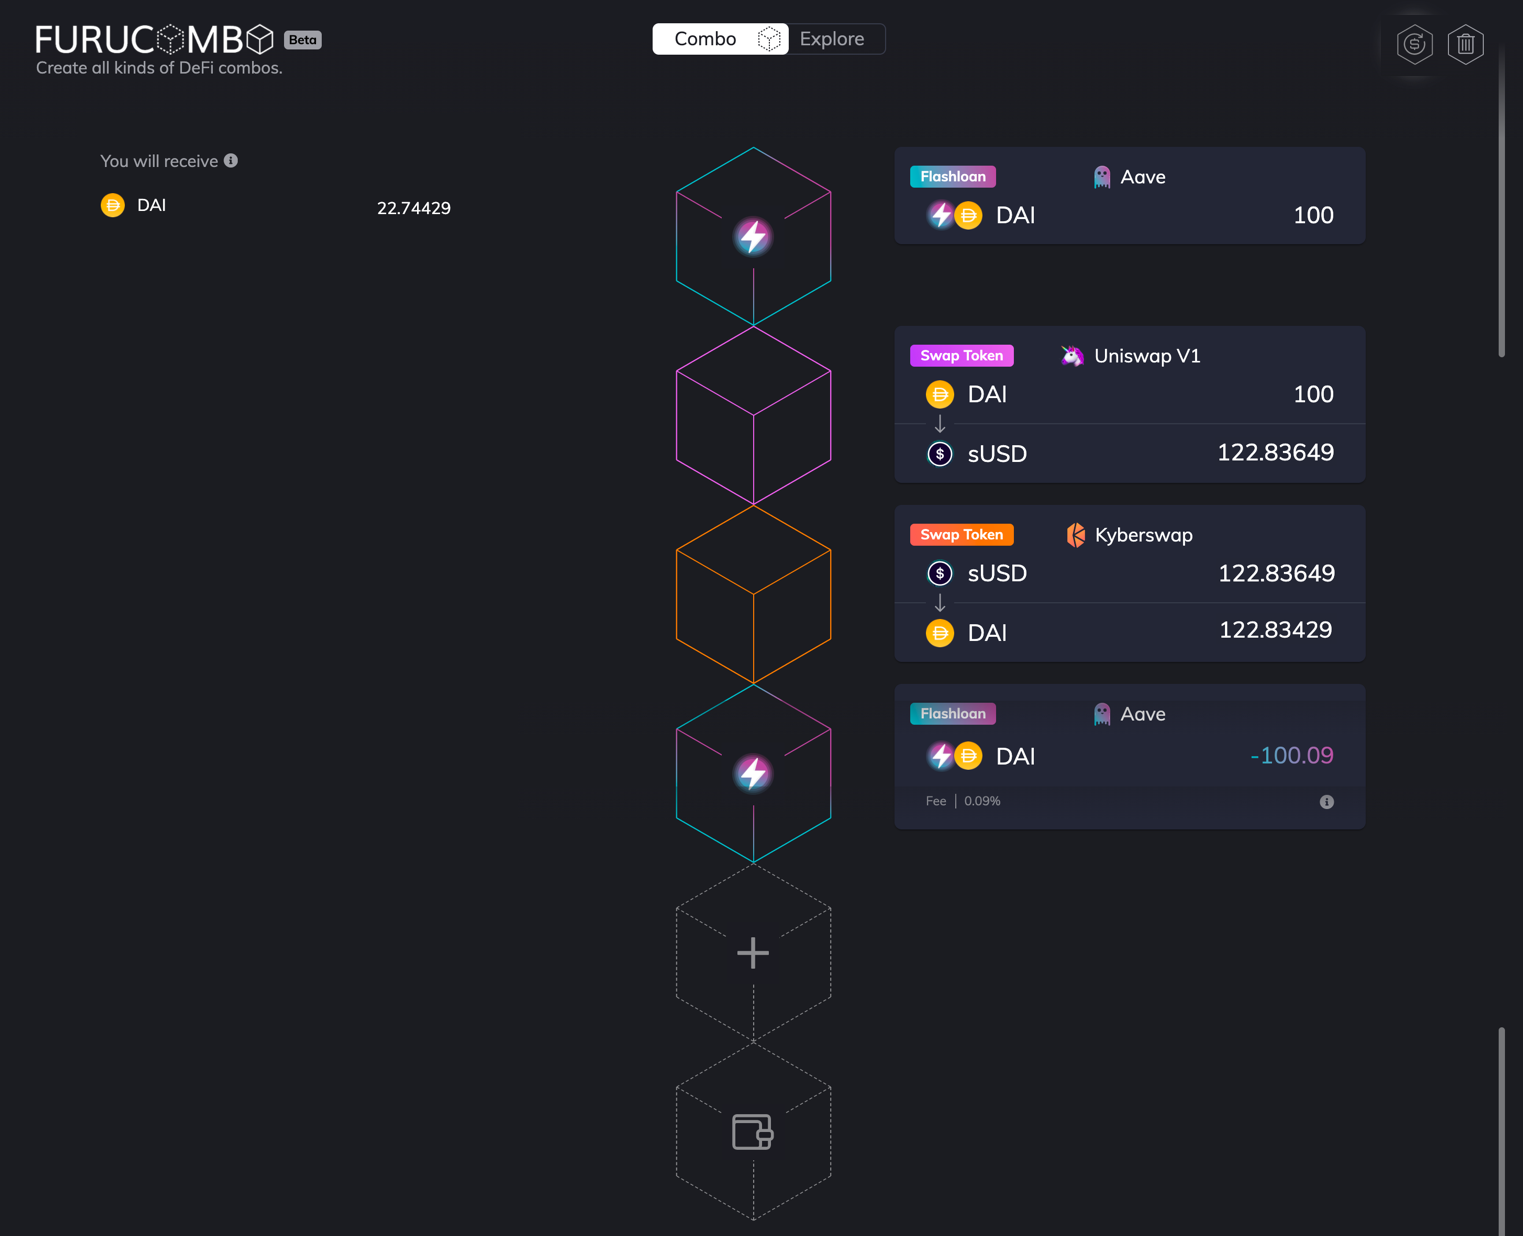 FURUCOMBO Beta
Create all kinds of DeFi combos.
Combo Explore
You will receive
DAI 22.74429
Flashloan Aave
DAI 100
Swap Token Uniswap V1
DAI 100
sUSD 122.83649
Swap Token Kyberswap
sUSD 122.83649
DAI 122.83429
Flashloan Aave
DAI -100.09
Fee | 0.09%